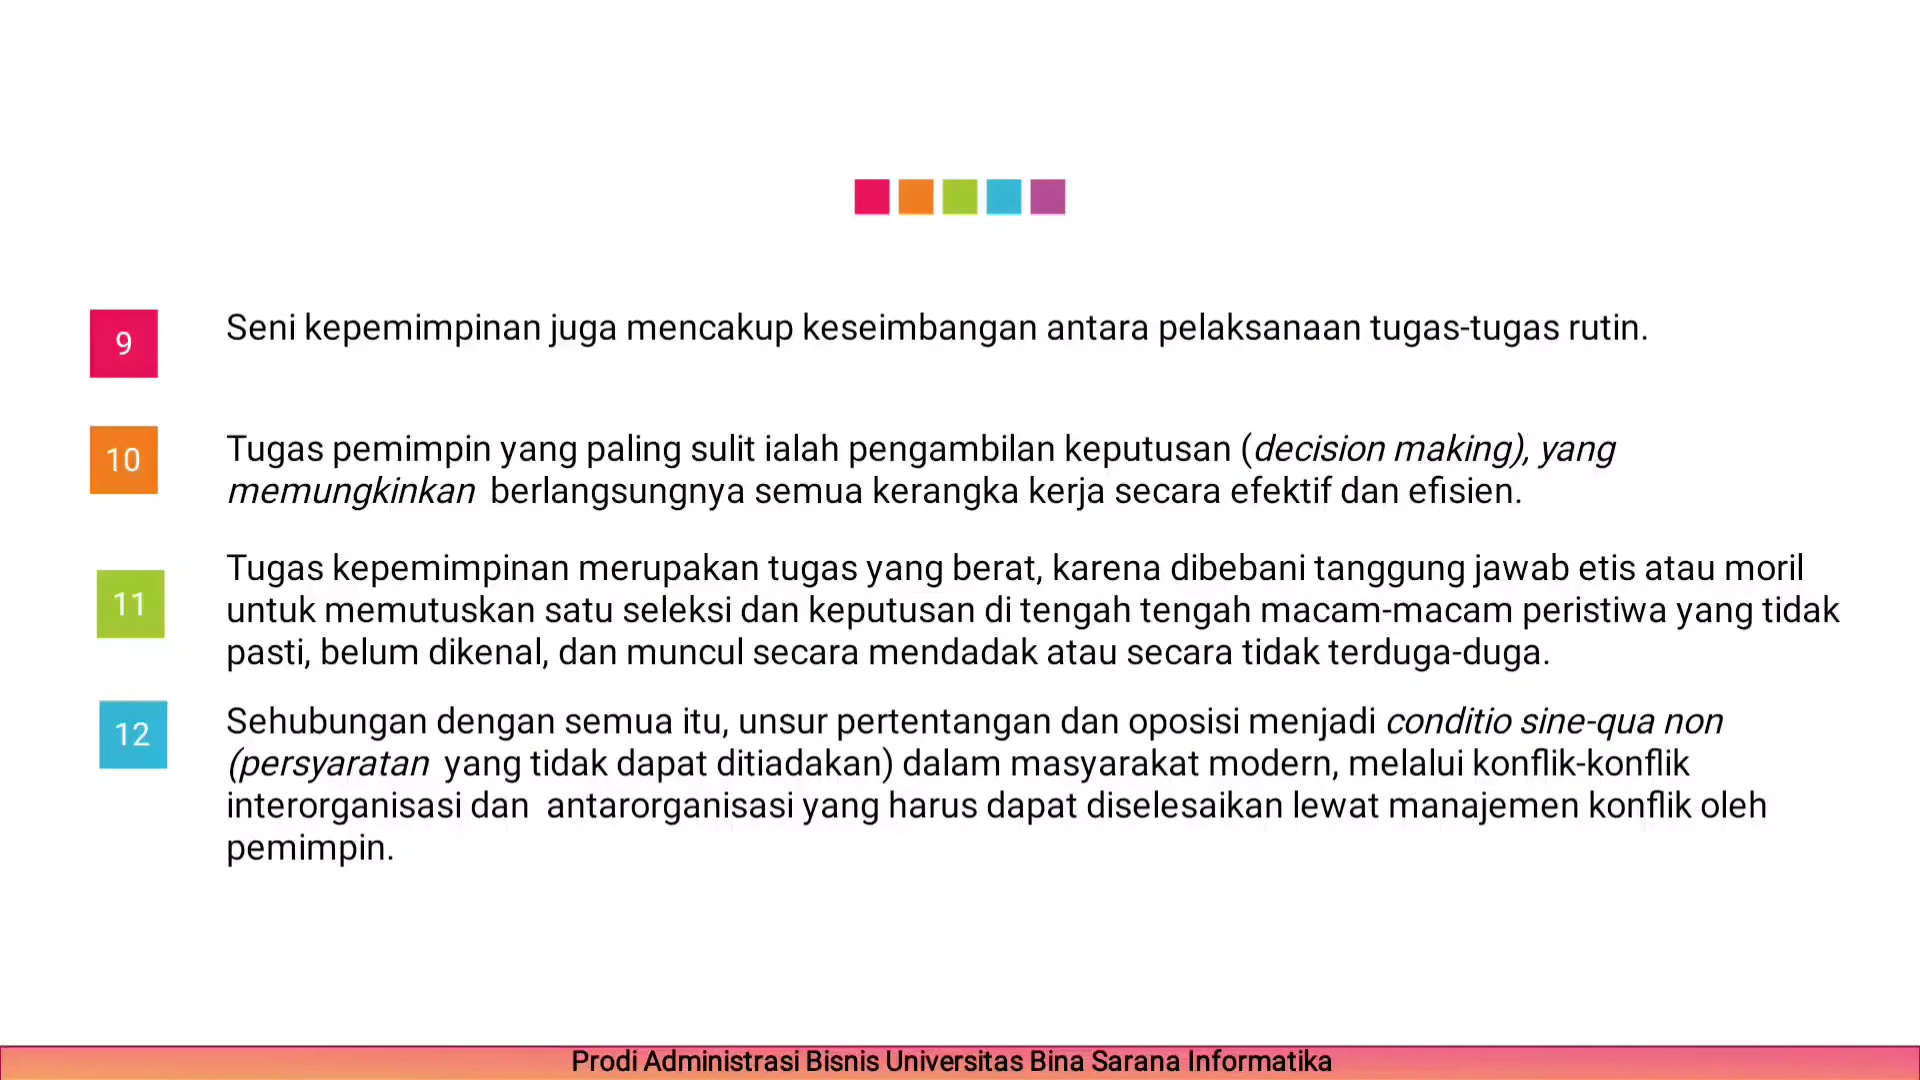 9
Seni kepemimpinan juga mencakup keseimbangan antara pelaksanaan tugas-tugas rutin.
10
Tugas pemimpin yang paling sulit ialah pengambilan keputusan (decision making), yang
memungkinkan berlangsungnya semua kerangka kerja secara efektif dan efisien.
11
Tugas kepemimpinan merupakan tugas yang berat, karena dibebani tanggung jawab etis atau moril
untuk memutuskan satu seleksi dan keputusan di tengah tengah macam-macam peristiwa yang tidak
pasti, belum dikenal, dan muncul secara mendadak atau secara tidak terduga-duga.
12
Sehubungan dengan semua itu, unsur pertentangan dan oposisi menjadi conditio sine-qua non
(persyaratan yang tidak dapat ditiadakan) dalam masyarakat modern, melalui konflik-konflik
interorganisasi dan antarorganisasi yang harus dapat diselesaikan lewat manajemen konflik oleh
pemimpin.
Prodi Administrasi Bisnis Universitas Bina Sarana Informatika